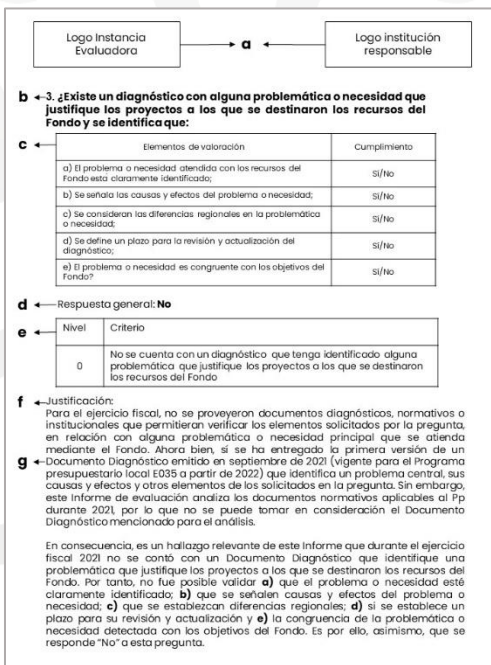 Logo Instancia
Evaluadora
a
Logo institución
responsable
b
3. ¿Existe un diagnóstico con alguna problemática o necesidad que
justifique los proyectos a los que se destinaron los recursos del
Fondo y se identifica que:
c
Elementos de valoración
Cumplimiento
a) El problema o necesidad atendida con los recursos del
Fondo esta claramente identificado;
Si/No
b) Se señala las causas y efectos del problema o necesidad;
Si/No
c) Se consideran las diferencias regionales en la problemática
o necesidad;
Si/No
d) Se define un plazo para la revisión y actualización del
diagnóstico;
Si/No
e) El problema o necesidad es congruente con los objetivos del
Fondo?
Si/No
d
Respuesta general: No
e
Nivel
Criterio
0
No se cuenta con un diagnóstico que tenga identificado alguna
problemática que justifique los proyectos a los que se destinaron
los recursos del Fondo
f
Justificación:
Para el ejercicio fiscal, no se proveyeron documentos diagnósticos, normativos o
institucionales que permitieran verificar los elementos solicitados por la pregunta,
en relación con alguna problemática o necesidad principal que se atienda
mediante el Fondo. Ahora bien, sí se ha entregado la primera versión de un
g
Documento Diagnóstico emitido en septiembre de 2021 (vigente para el Programa
presupuestario local E035 a partir de 2022) que identifica un problema central, sus
causas y efectos y otros elementos de los solicitados en la pregunta. Sin embargo,
este Informe de evaluación analiza los documentos normativos aplicables al Pp
durante 2021, por lo que no se puede tomar en consideración el Documento
Diagnóstico mencionado para el análisis.
En consecuencia, es un hallazgo relevante de este Informe que durante el ejercicio
fiscal 2021 no se contó con un Documento Diagnóstico que identifique una
problemática que justifique los proyectos a los que se destinaron los recursos del
Fondo. Por tanto, no fue posible validar a) que el problema o necesidad esté
claramente identificado; b) que se señalen causas y efectos del problema o
necesidad; c) que se establezcan diferencias regionales; d) si se establece un
plazo para su revisión y actualización y e) la congruencia de la problemática o
necesidad detectada con los objetivos del Fondo. Es por ello, asimismo, que se
responde "No" a esta pregunta.